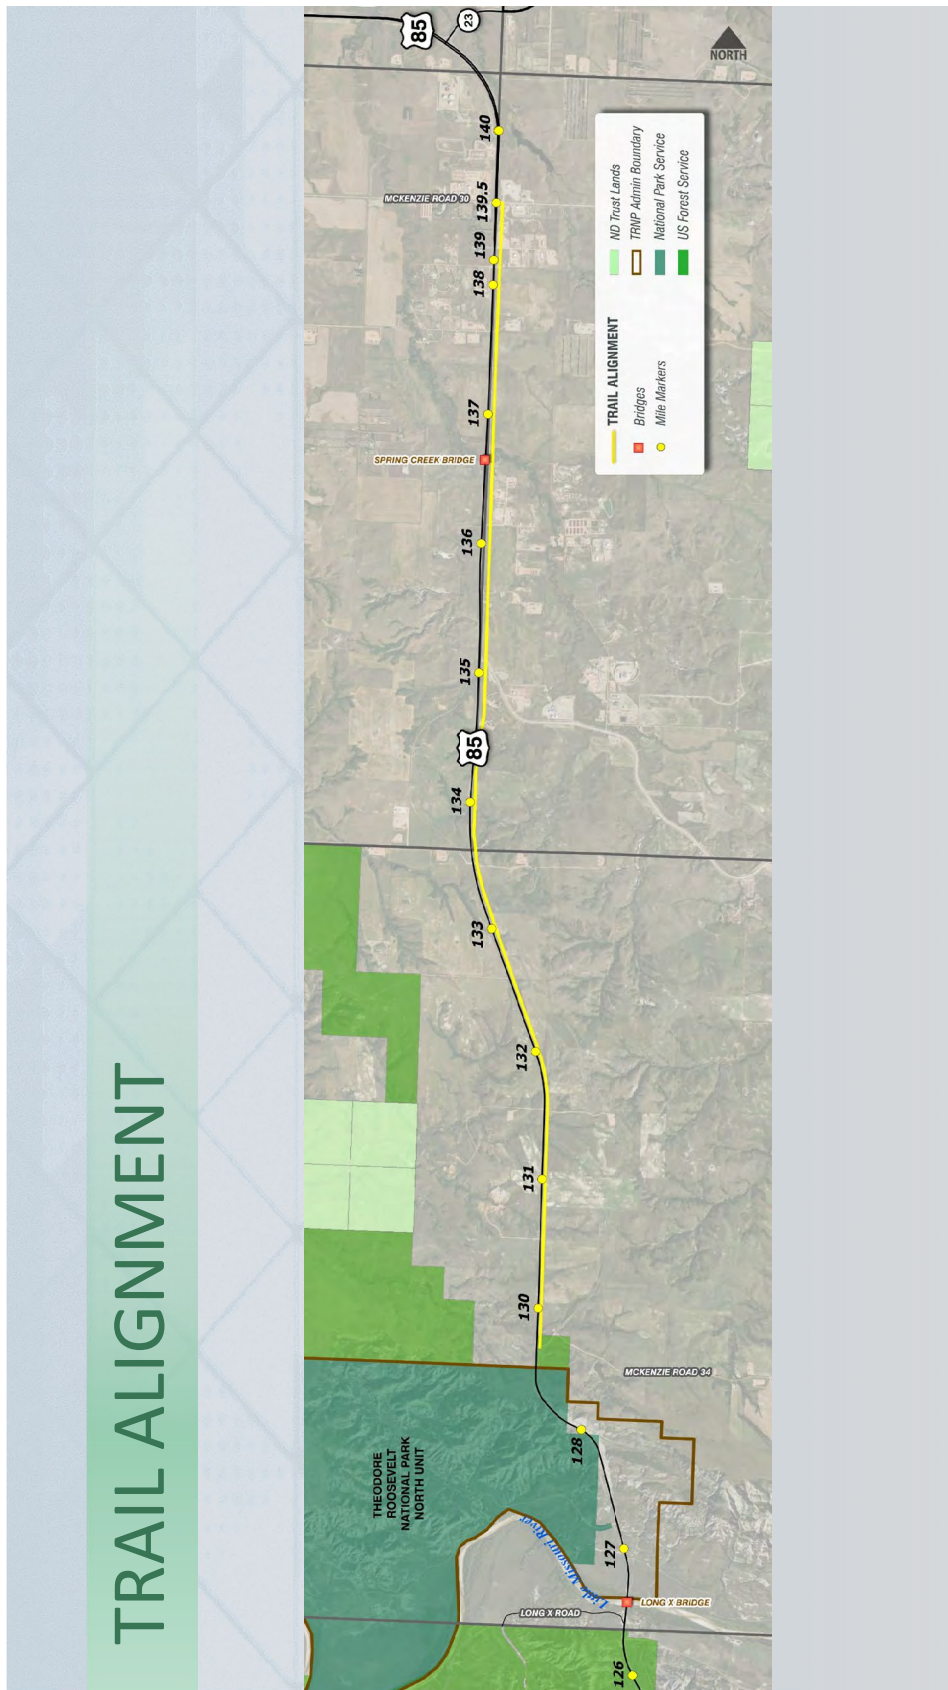 TRAIL ALIGNMENT
85
23
NORTH
140
MCKENZIE ROAD 30
139.5
139
138
137
SPRING CREEK BRIDGE
136
135
85
134
133
132
131
130
128
127
126
TRAIL ALIGNMENT
Bridges
Mile Markers
ND Trust Lands
TRNP Admin Boundary
National Park Service
US Forest Service
MCKENZIE ROAD 34
THEODORE
ROOSEVELT
NATIONAL PARK
NORTH UNIT
Little Missouri River
LONG X ROAD
LONG X BRIDGE